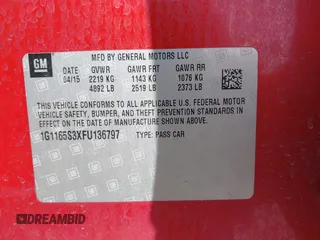 GM
MFD BY GENERAL MOTORS LLC
DATE GVWR GAWR FRT GAWR RR
04/15 2219 KG 1143 KG 1076 KG
4892 LB 2519 LB 2373 LB
THIS VEHICLE CONFORMS TO ALL APPLICABLE U.S. FEDERAL MOTOR
VEHICLE SAFETY, BUMPER, AND THEFT PREVENTION STANDARDS
IN EFFECT ON THE DATE OF MANUFACTURE SHOWN ABOVE.
1G1165S3XFU136797 TYPE: PASS CAR
AUTOBIDMASTER